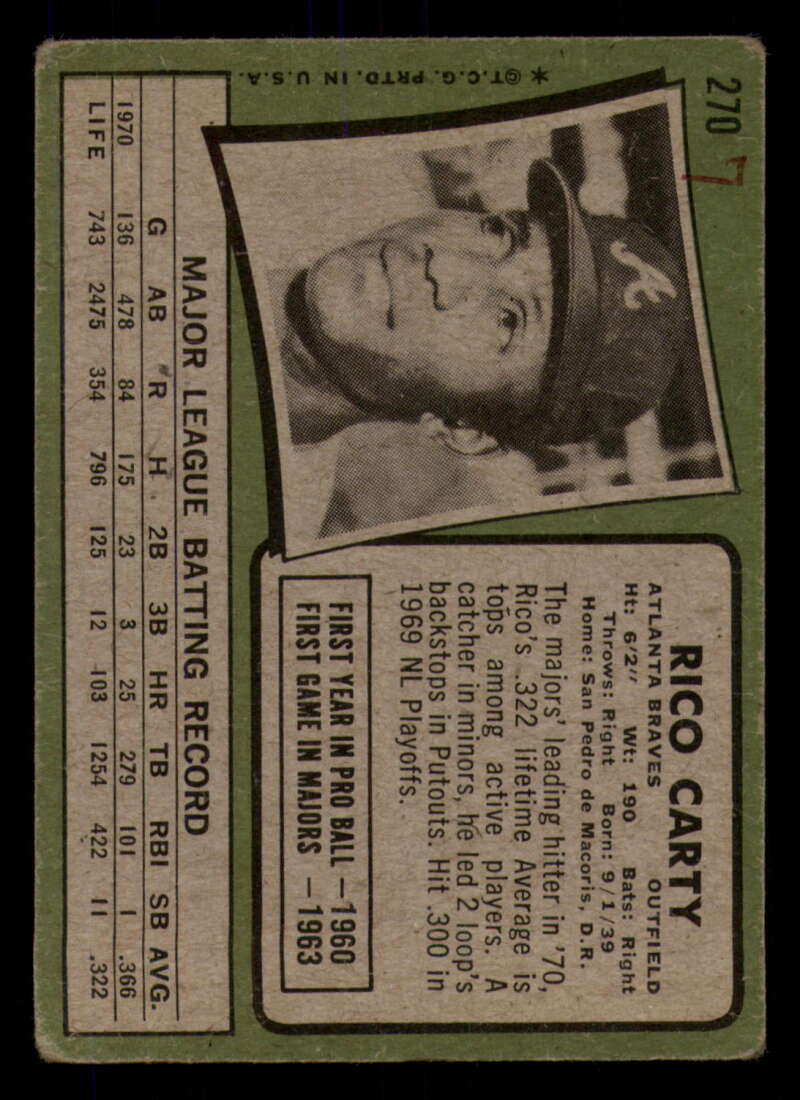 270
7
RICO CARTY
ATLANTA BRAVES OUTFIELD
Ht: 6'2" Wt: 190 Bats: Right
Throws: Right Born: 9/1/39
Home: San Pedro de Macoris, D.R.
The majors' leading hitter in '70,
Rico's .322 lifetime Average is
tops among active players. A
catcher in minors, he led 2 loop's
backstops in Putouts. Hit .300 in
1969 NL Playoffs.
FIRST YEAR IN PRO BALL — 1960
FIRST GAME IN MAJORS — 1963
A
*©T.C.G. PRTD. IN U.S.A.
MAJOR LEAGUE BATTING RECORD
G AB R H 2B 3B HR TB RBI SB AVG.
1970 136 478 84 175 23 3 25 279 101 1 .366
LIFE 743 2475 354 796 125 12 103 1254 422 11 .322